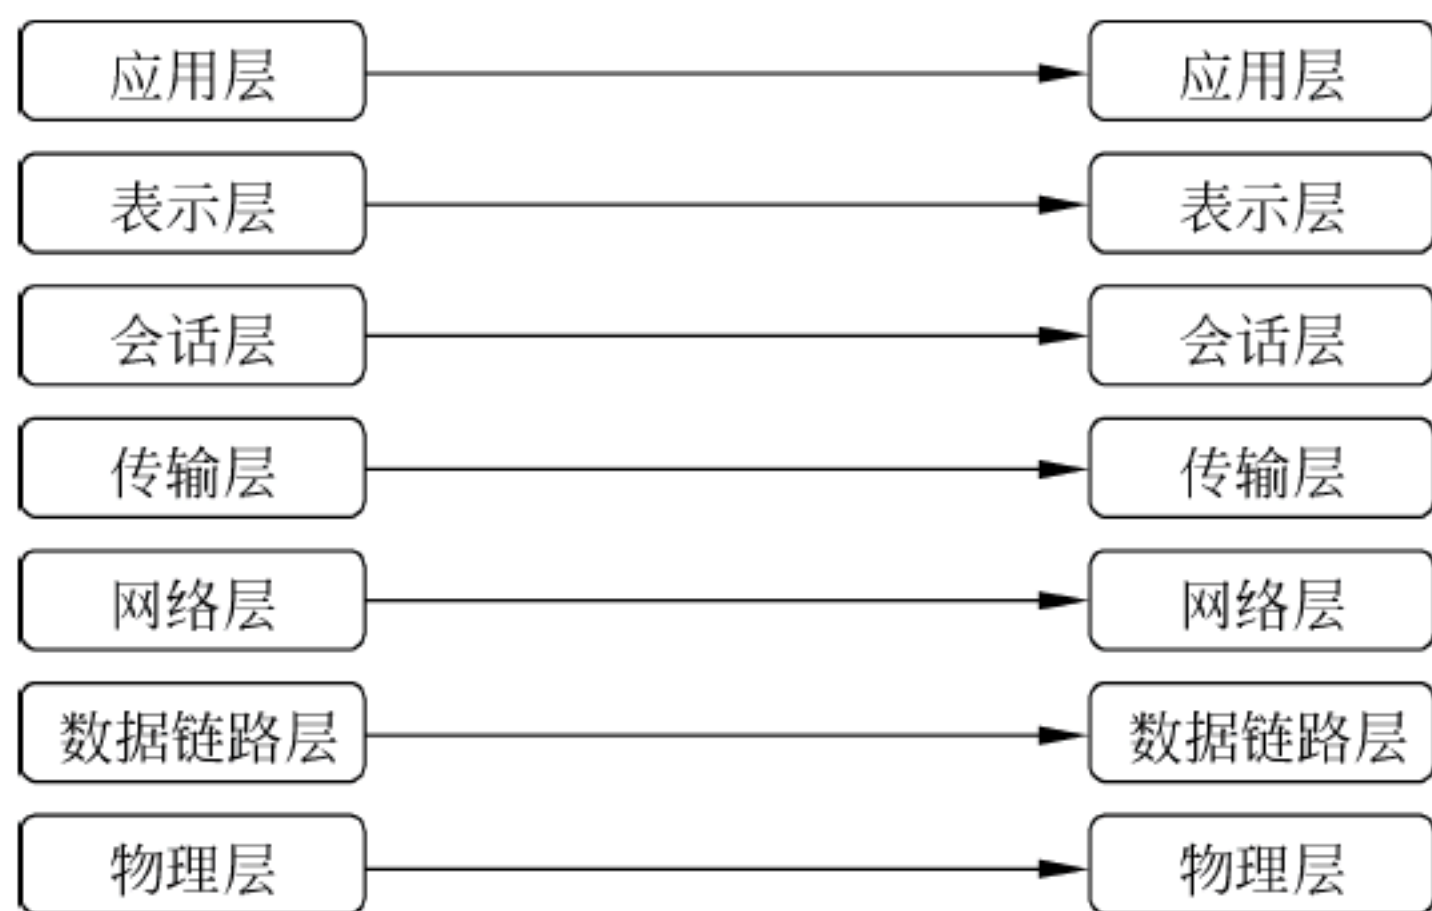 应用层 应用层
表示层 表示层
会话层 会话层
传输层 传输层
网络层 网络层
数据链路层 数据链路层
物理层 物理层